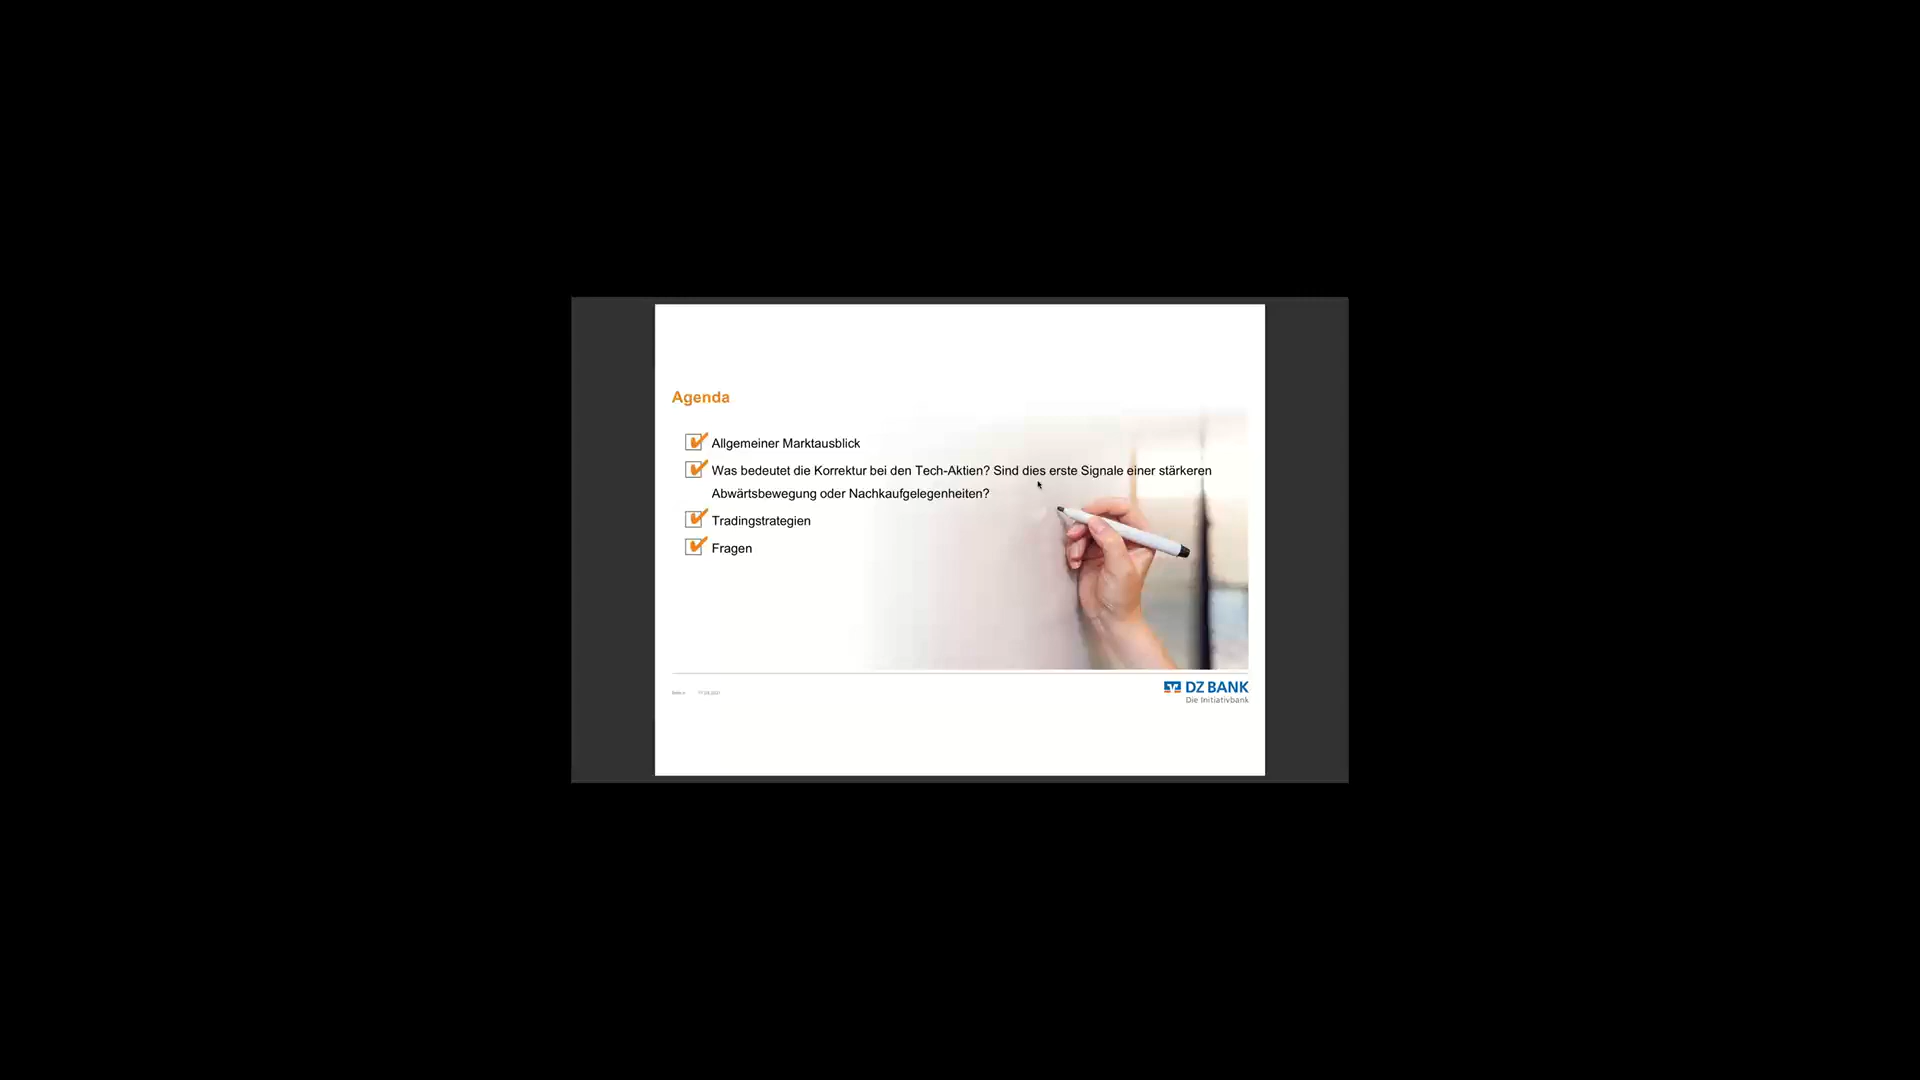 Agenda
Allgemeiner Marktausblick
Was bedeutet die Korrektur bei den Tech-Aktien? Sind dies erste Signale einer stärkeren
Abwärtsbewegung oder Nachkaufgelegenheiten?
Tradingstrategien
Fragen
DZ BANK
Die Initiativbank